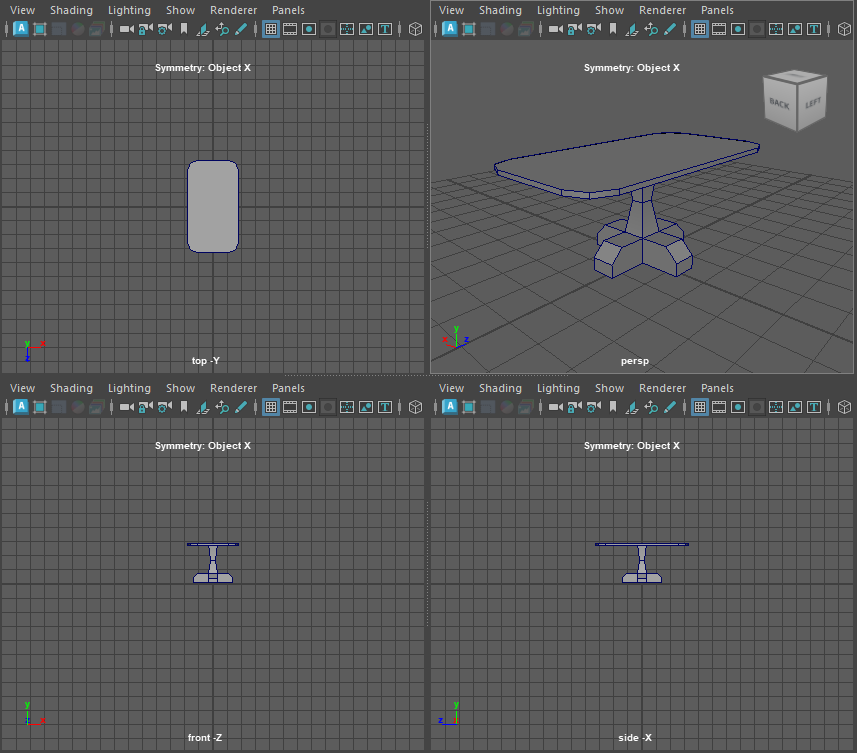 View Shading Lighting Show Renderer Panels
A T
Symmetry: Object X
y x
z
top -Y
View Shading Lighting Show Renderer Panels
A T
Symmetry: Object X
BACK LEFT
y
x z
persp
View Shading Lighting Show Renderer Panels
A T
Symmetry: Object X
y
z x
front -Z
View Shading Lighting Show Renderer Panels
A T
Symmetry: Object X
y
z
side -X